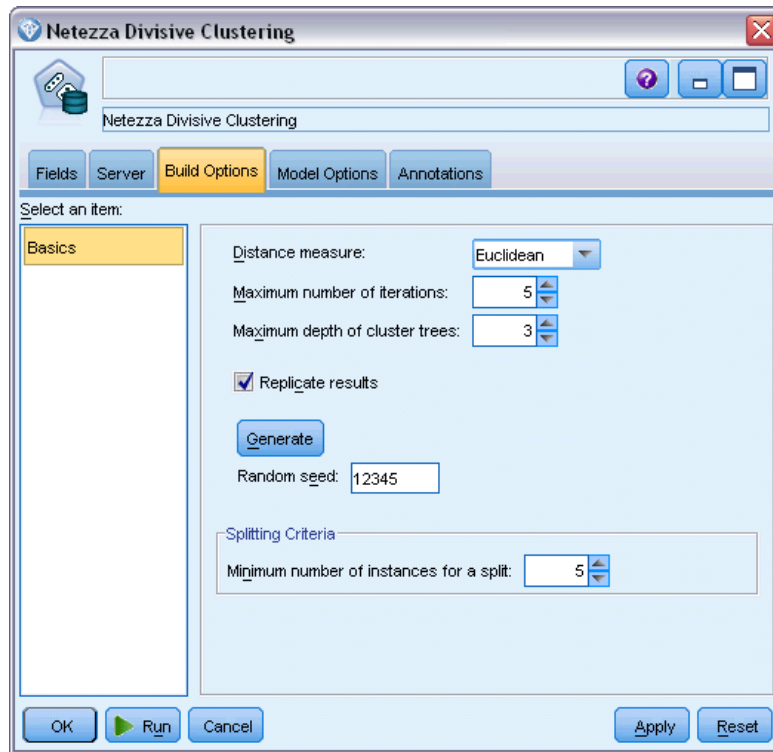 Netezza Divisive Clustering
Netezza Divisive Clustering
Fields Server Build Options Model Options Annotations
Select an item:
Basics
Distance measure: Euclidean
Maximum number of iterations: 5
Maximum depth of cluster trees: 3
Replicate results
Generate
Random seed: 12345
Splitting Criteria
Minimum number of instances for a split: 5
OK Run Cancel Apply Reset